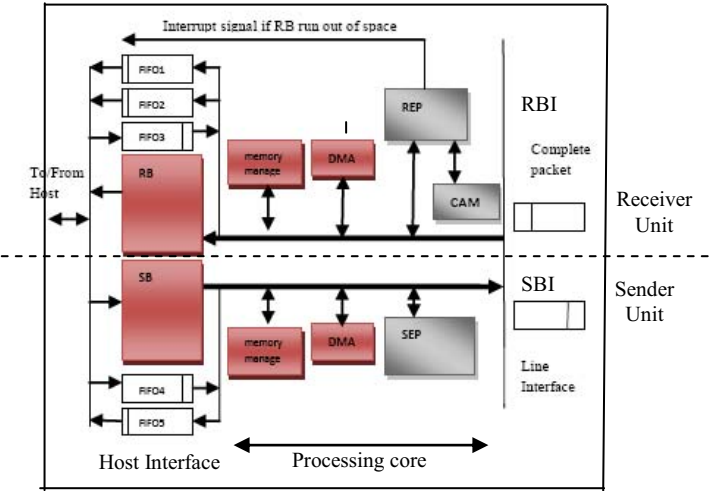 Interrupt signal if RB run out of space
FIFO1
FIFO2
FIFO3
To/From
Host
RB
memory
manage
DMA
I
REP
CAM
RBI
Complete
packet
Receiver
Unit
SB
memory
manage
DMA
SEP
SBI
Sender
Unit
FIFO4
FIFO5
Line
Interface
Host Interface
Processing core